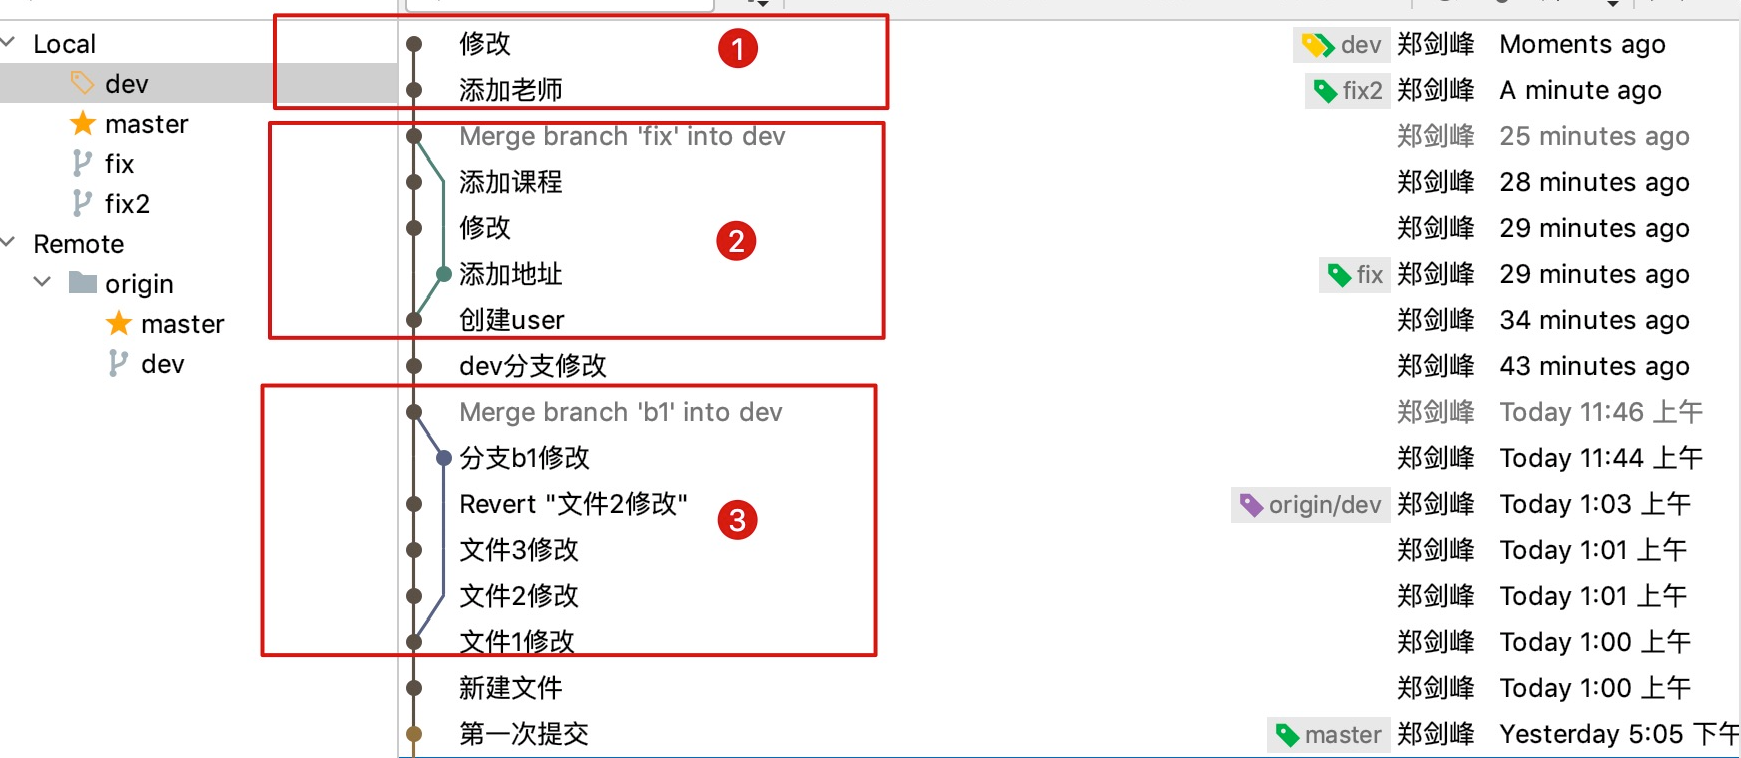 Local
dev
master
fix
fix2
Remote
origin
master
dev
修改 1 dev 郑剑峰 Moments ago
添加老师 fix2 郑剑峰 A minute ago
Merge branch 'fix' into dev 郑剑峰 25 minutes ago
添加课程 郑剑峰 28 minutes ago
修改 2 郑剑峰 29 minutes ago
添加地址 fix 郑剑峰 29 minutes ago
创建user 郑剑峰 34 minutes ago
dev分支修改 郑剑峰 43 minutes ago
Merge branch 'b1' into dev 郑剑峰 Today 11:46 上午
分支b1修改 郑剑峰 Today 11:44 上午
Revert "文件2修改" 3 origin/dev 郑剑峰 Today 1:03 上午
文件3修改 郑剑峰 Today 1:01 上午
文件2修改 郑剑峰 Today 1:01 上午
文件1修改 郑剑峰 Today 1:00 上午
新建文件 郑剑峰 Today 1:00 上午
第一次提交 master 郑剑峰 Yesterday 5:05 下午